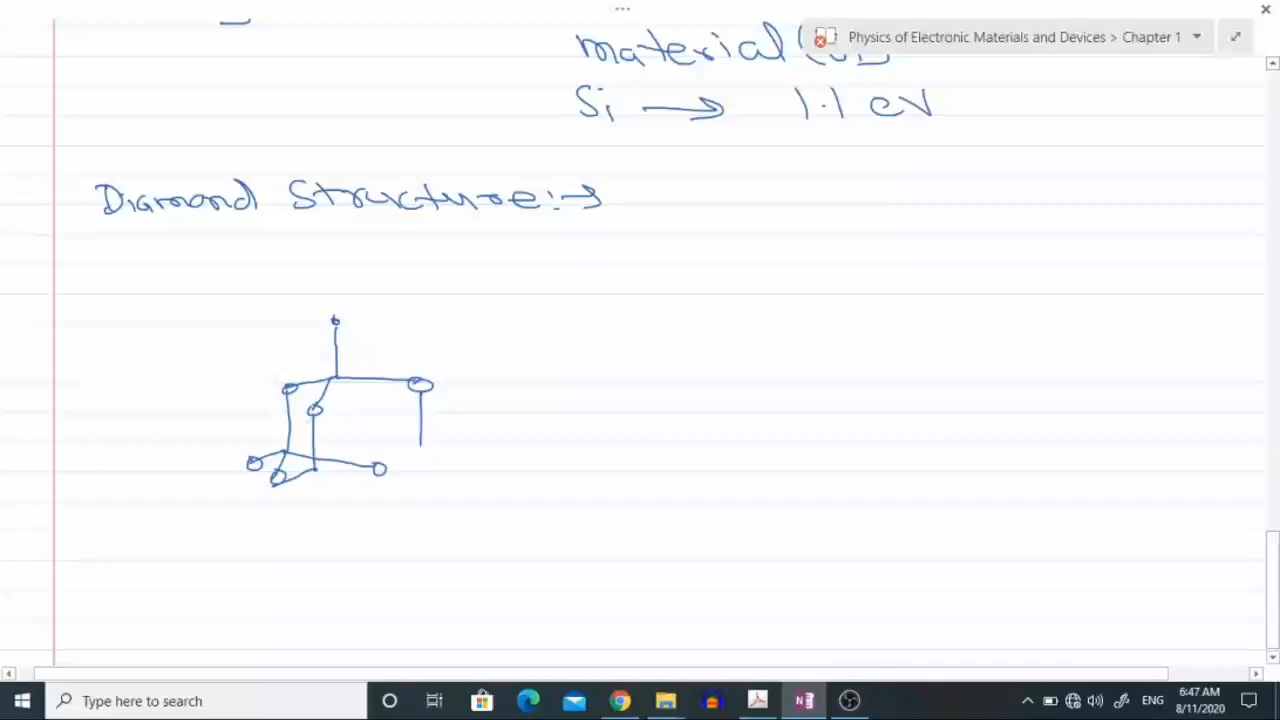 Physics of Electronic Materials and Devices > Chapter 1
material
Si → 1.1 eV
Diamond Structure:→
Type here to search
ENG
6:47 AM
8/11/2020